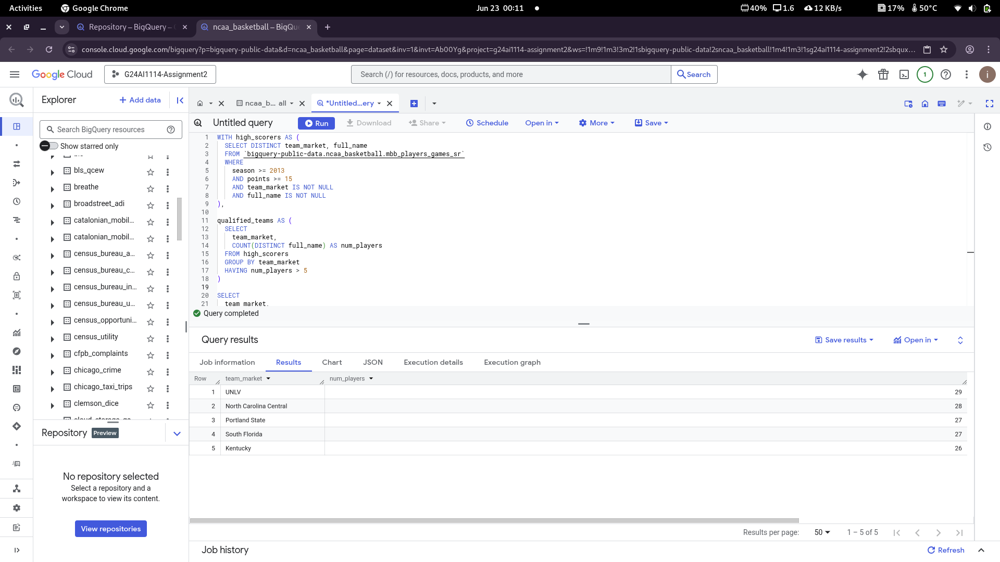 Activities
Google Chrome
Jun 23 00:11
40% 1.6 12 KB/s 17% 50°C
Repository – BigQuery –
ncaa_basketball – BigQue
console.cloud.google.com/bigquery?p=bigquery-public-data&d=ncaa_basketball&page=dataset&inv=1&invt=Ab00Yg&project=g24ai1114-assignment2&ws=!1m9!1m3!3m2!1sbigquery-public-data!2sncaa_basketball!1m4!1m3!1sg24ai1114-assignment2!2sbqux...
Google Cloud
G24AI1114-Assignment2
Search (/) for resources, docs, products, and more
Search
1
i
Explorer
+ Add data
ncaa_b... all
*Untitled...ery
Search BigQuery resources
Show starred only
bls_qcew
breathe
broadstreet_adi
catalonian_mobil...
catalonian_mobil...
census_bureau_a...
census_bureau_c...
census_bureau_in...
census_bureau_u...
census_opportuni...
census_utility
cfpb_complaints
chicago_crime
chicago_taxi_trips
clemson_dice
Repository Preview
No repository selected
Select a repository and a
workspace to view its content.
View repositories
Untitled query
Run
Download
Share
Schedule
Open in
More
Save
1 WITH high_scorers AS (
2 SELECT DISTINCT team_market, full_name
3 FROM `bigquery-public-data.ncaa_basketball.mbb_players_games_sr`
4 WHERE
5 season >= 2013
6 AND points >= 15
7 AND team_market IS NOT NULL
8 AND full_name IS NOT NULL
9 ),
10
11 qualified_teams AS (
12 SELECT
13 team_market,
14 COUNT(DISTINCT full_name) AS num_players
15 FROM high_scorers
16 GROUP BY team_market
17 HAVING num_players > 5
18 )
19
20 SELECT
21 team_market,
Query completed
Query results
Save results
Open in
Job information
Results
Chart
JSON
Execution details
Execution graph
Row team_market num_players
1 UNLV 29
2 North Carolina Central 28
3 Portland State 27
4 South Florida 27
5 Kentucky 26
Results per page: 50 1 – 5 of 5
Job history
Refresh